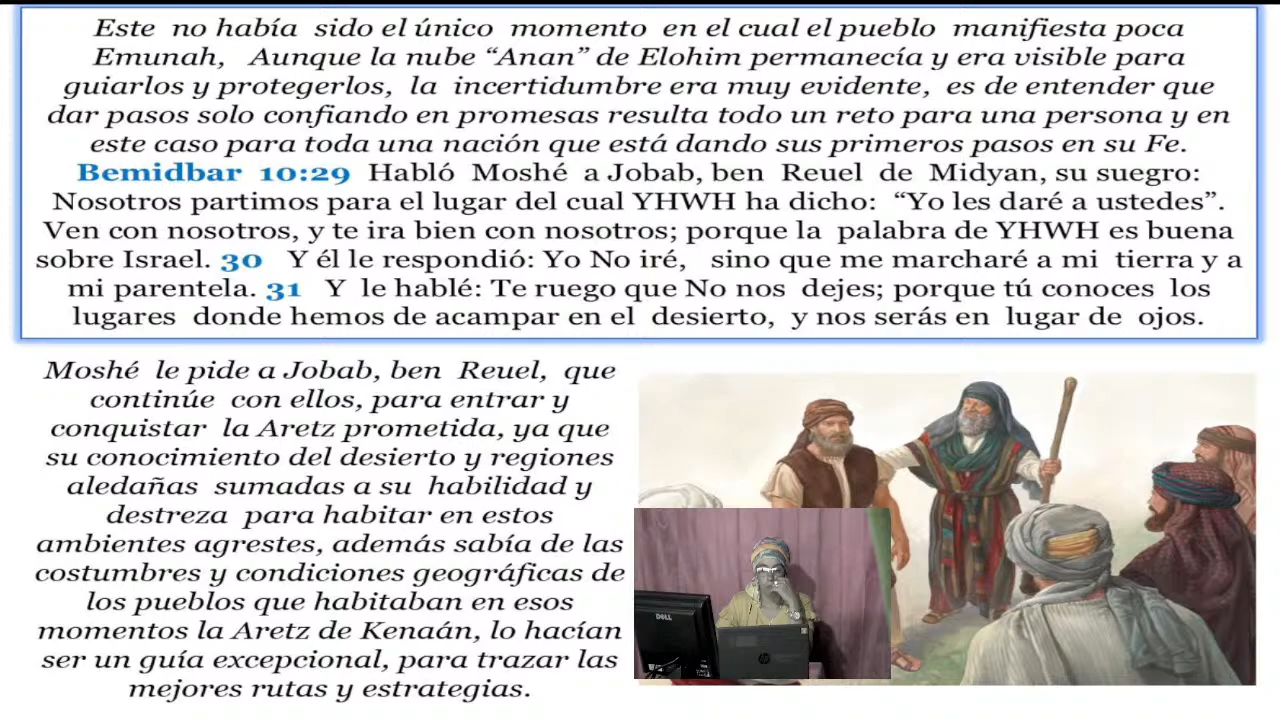 Este no había sido el único momento en el cual el pueblo manifiesta poca
Emunah, Aunque la nube “Anan” de Elohim permanecía y era visible para
guiarlos y protegerlos, la incertidumbre era muy evidente, es de entender que
dar pasos solo confiando en promesas resulta todo un reto para una persona y en
este caso para toda una nación que está dando sus primeros pasos en su Fe.
Bemidbar 10:29 Habló Moshé a Jobab, ben Reuel de Midyan, su suegro:
Nosotros partimos para el lugar del cual YHWH ha dicho: “Yo les daré a ustedes”.
Ven con nosotros, y te ira bien con nosotros; porque la palabra de YHWH es buena
sobre Israel. 30 Y él le respondió: Yo No iré, sino que me marcharé a mi tierra y a
mi parentela. 31 Y le hablé: Te ruego que No nos dejes; porque tú conoces los
lugares donde hemos de acampar en el desierto, y nos serás en lugar de ojos.
Moshé le pide a Jobab, ben Reuel, que
continúe con ellos, para entrar y
conquistar la Aretz prometida, ya que
su conocimiento del desierto y regiones
aledañas sumadas a su habilidad y
destreza para habitar en estos
ambientes agrestes, además sabía de las
costumbres y condiciones geográficas de
los pueblos que habitaban en esos
momentos la Aretz de Kenaán, lo hacían
ser un guía excepcional, para trazar las
mejores rutas y estrategias.
DELL
hp